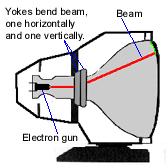 Yokes bend beam,
one horizontally
and one vertically.
Beam
Electron gun